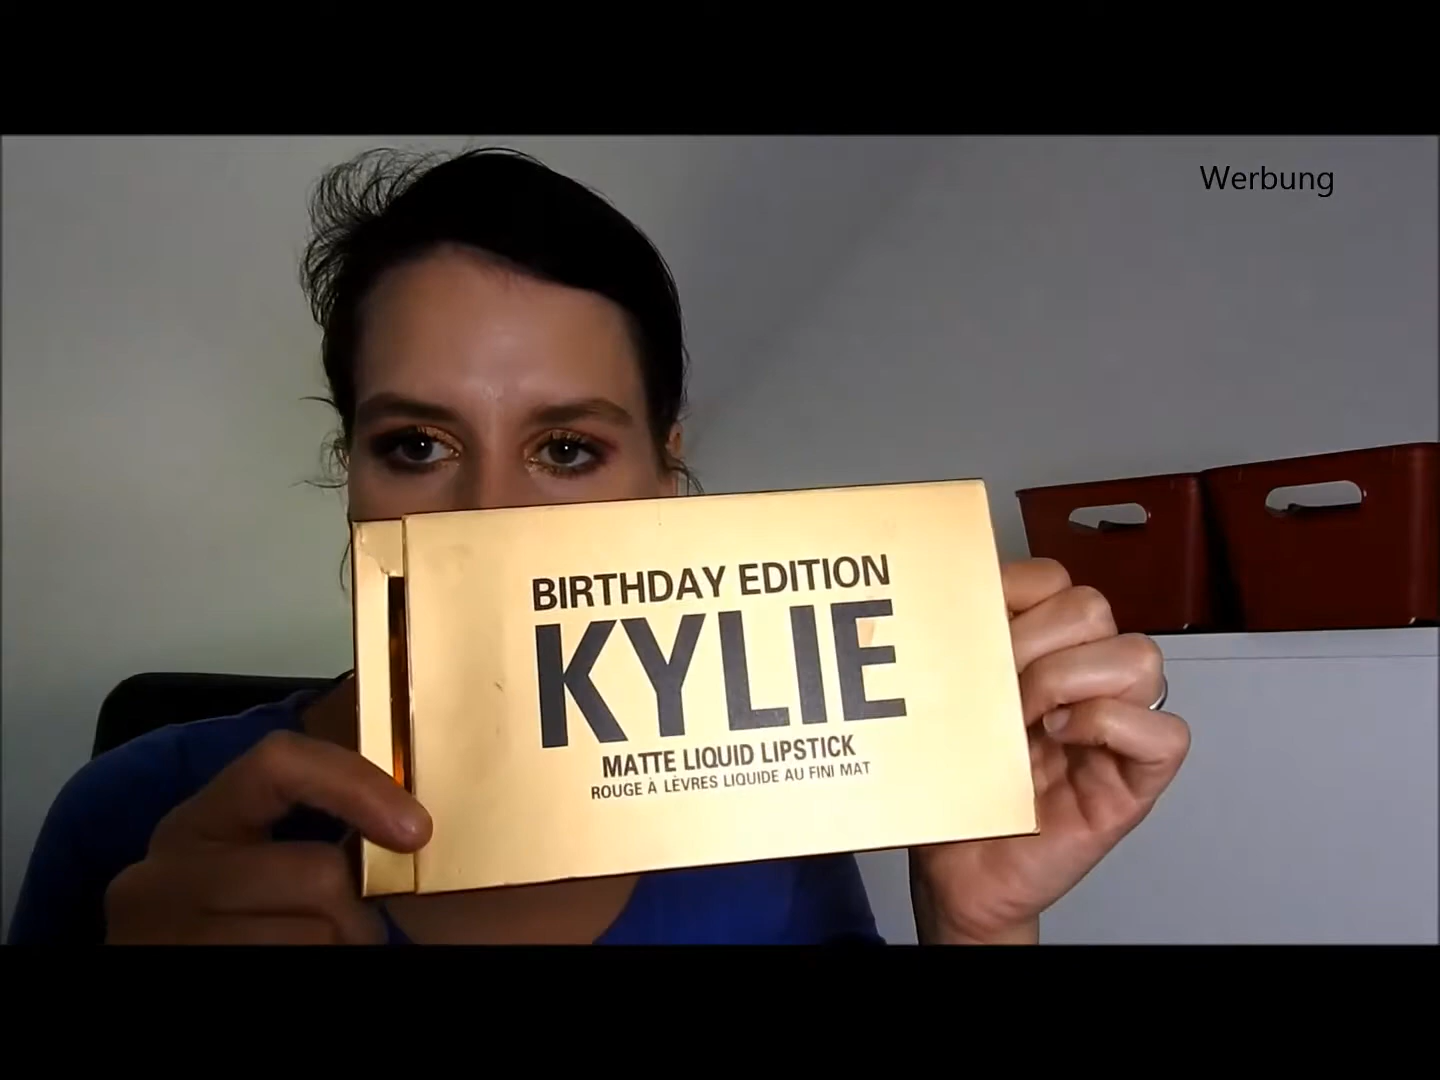 Werbung
BIRTHDAY EDITION
KYLIE
MATTE LIQUID LIPSTICK
ROUGE À LÈVRES LIQUIDE AU FINI MAT